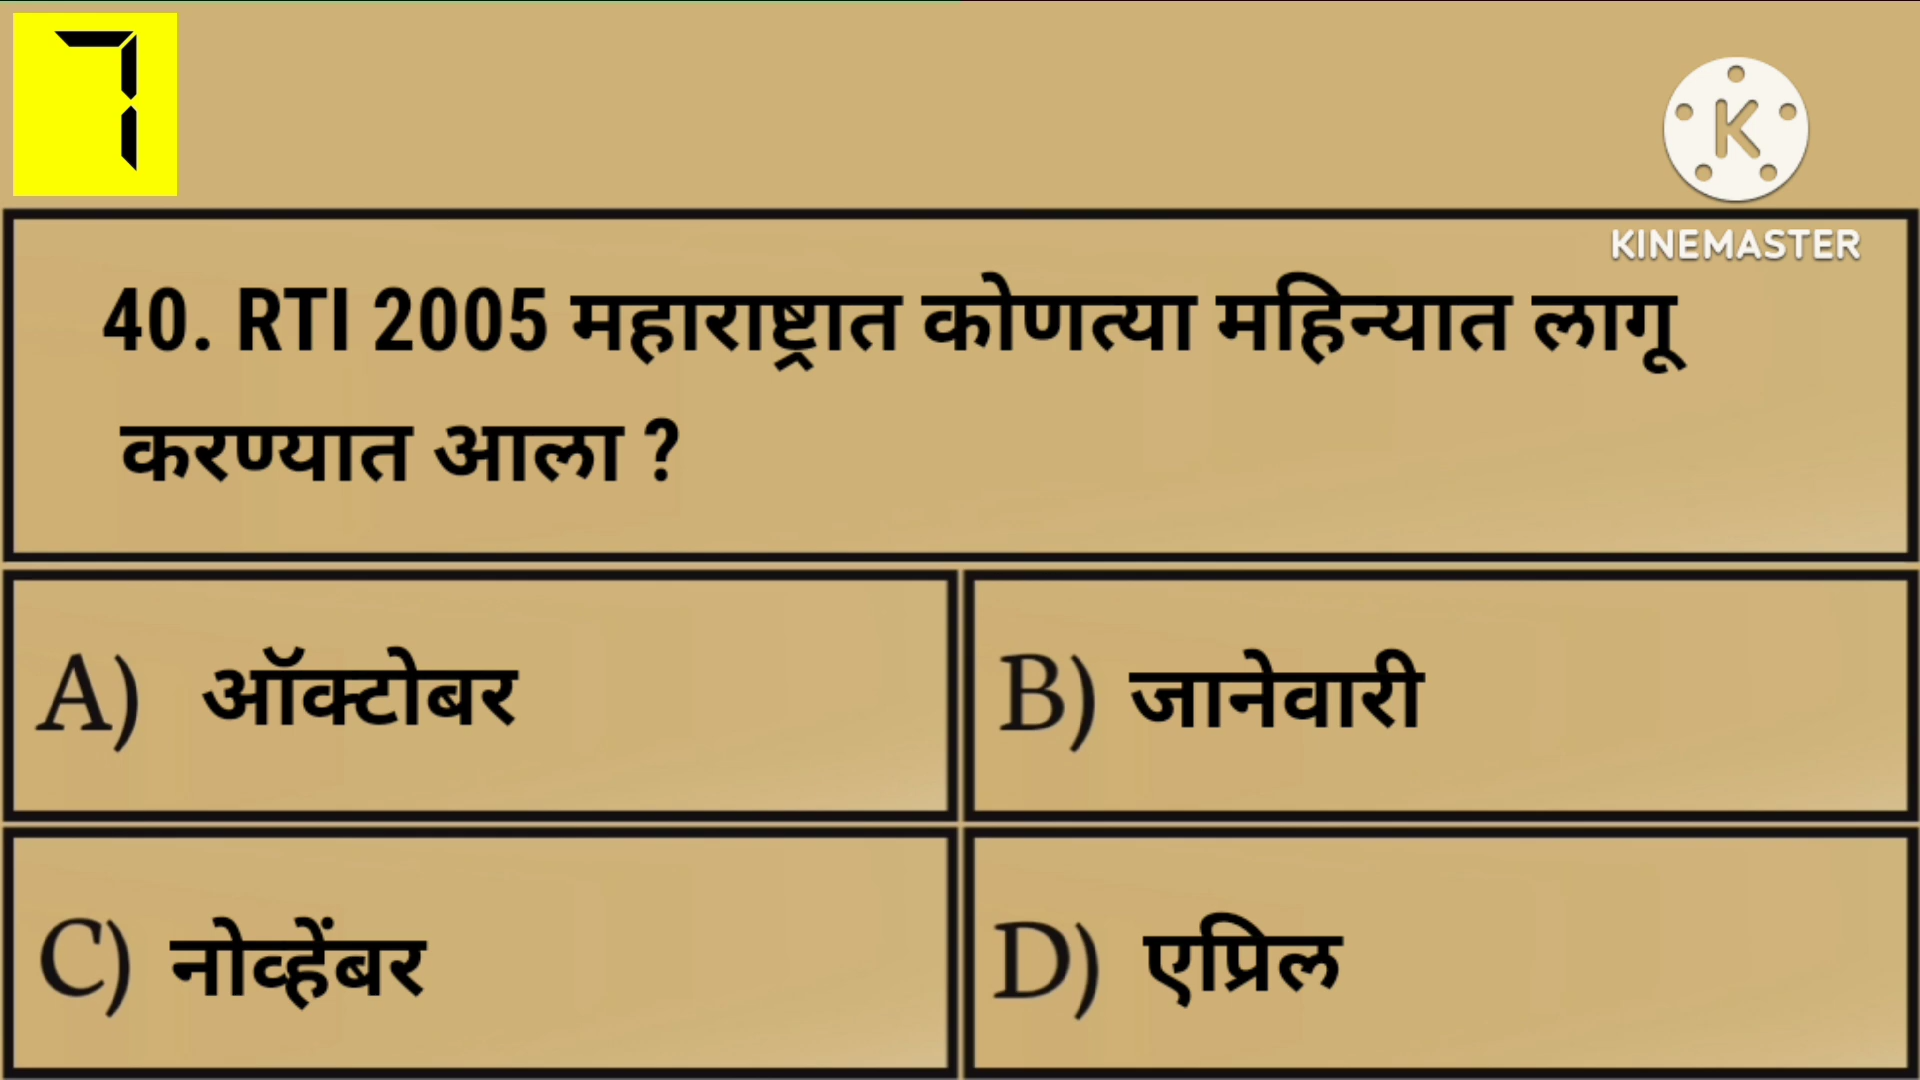 7
KINEMASTER
40. RTI 2005 महाराष्ट्रात कोणत्या महिन्यात लागू
करण्यात आला ?
A) ऑक्टोबर
B) जानेवारी
C) नोव्हेंबर
D) एप्रिल